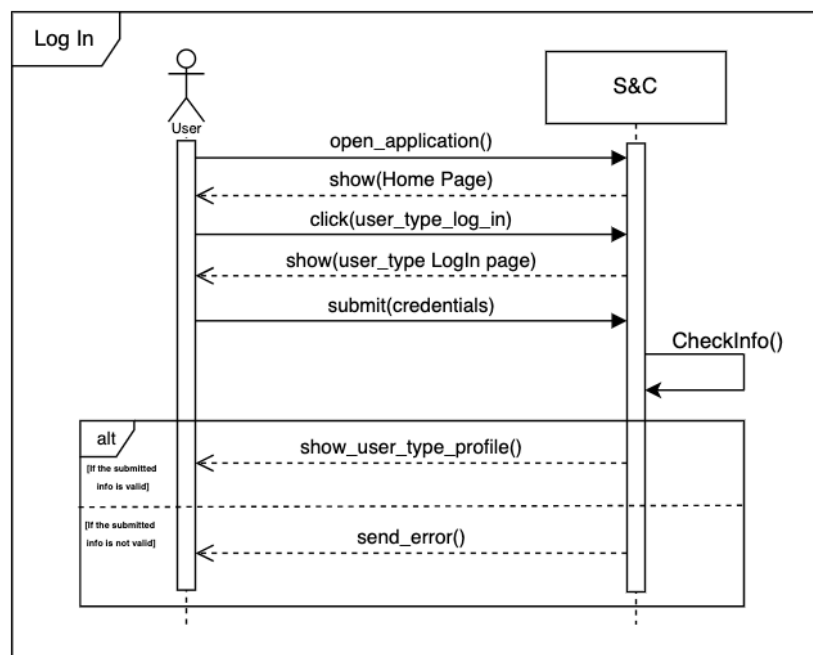 Log In
User
S&C
open_application()
show(Home Page)
click(user_type_log_in)
show(user_type LogIn page)
submit(credentials)
CheckInfo()
alt
show_user_type_profile()
[If the submitted
info is valid]
[If the submitted
info is not valid]
send_error()